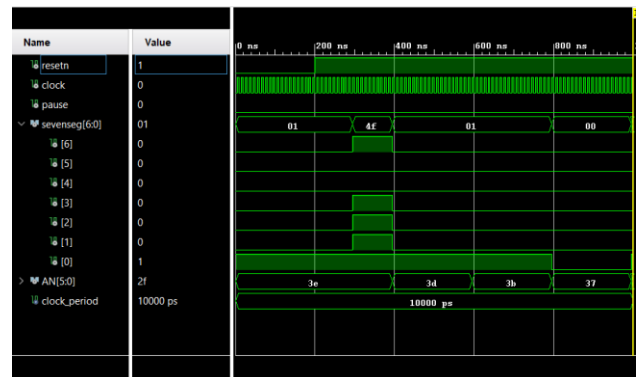 Name Value 0 ns 200 ns 400 ns 600 ns 800 ns
resetn 1
clock 0
pause 0
sevenseg[6:0] 01 01 4f 01 00
[6] 0
[5] 0
[4] 0
[3] 0
[2] 0
[1] 0
[0] 1
AN[5:0] 2f 3e 3d 3b 37
clock_period 10000 ps 10000 ps